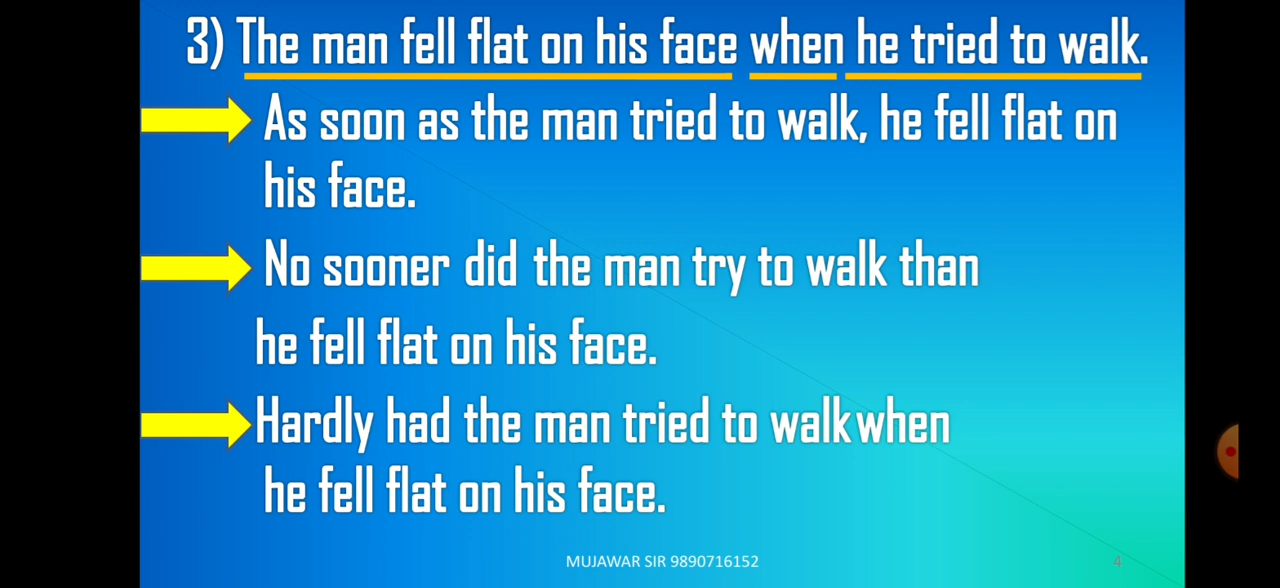 3) The man fell flat on his face when he tried to walk.
As soon as the man tried to walk, he fell flat on
his face.
No sooner did the man try to walk than
he fell flat on his face.
Hardly had the man tried to walk when
he fell flat on his face.
MUJAWAR SIR 9890716152
4